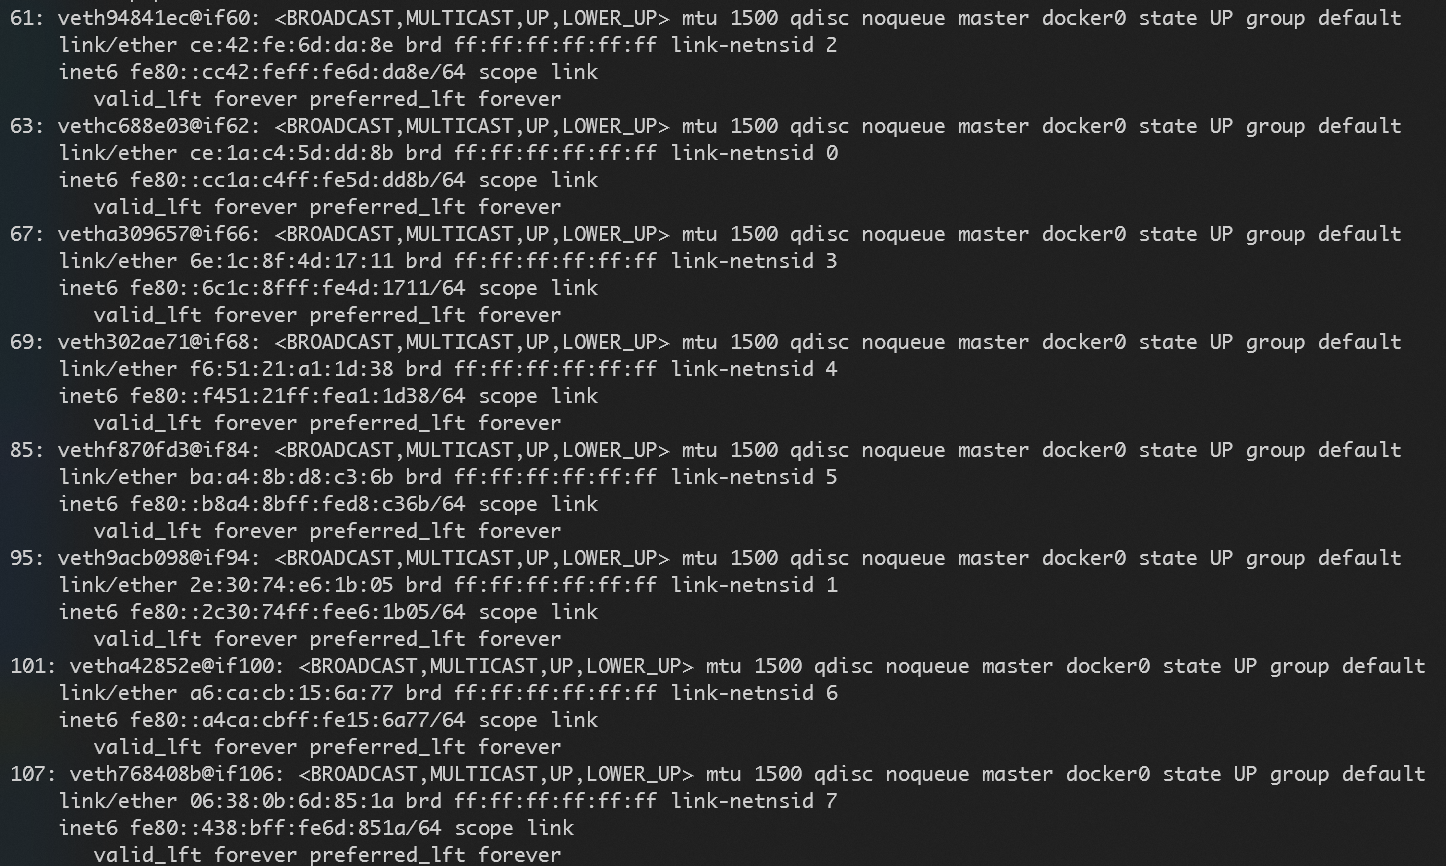 61: veth94841ec@if60: <BROADCAST,MULTICAST,UP,LOWER_UP> mtu 1500 qdisc noqueue master docker0 state UP group default
link/ether ce:42:fe:6d:da:8e brd ff:ff:ff:ff:ff:ff link-netnsid 2
inet6 fe80::cc42:feff:fe6d:da8e/64 scope link
valid_lft forever preferred_lft forever
63: vethc688e03@if62: <BROADCAST,MULTICAST,UP,LOWER_UP> mtu 1500 qdisc noqueue master docker0 state UP group default
link/ether ce:1a:c4:5d:dd:8b brd ff:ff:ff:ff:ff:ff link-netnsid 0
inet6 fe80::cc1a:c4ff:fe5d:dd8b/64 scope link
valid_lft forever preferred_lft forever
67: vetha309657@if66: <BROADCAST,MULTICAST,UP,LOWER_UP> mtu 1500 qdisc noqueue master docker0 state UP group default
link/ether 6e:1c:8f:4d:17:11 brd ff:ff:ff:ff:ff:ff link-netnsid 3
inet6 fe80::6c1c:8fff:fe4d:1711/64 scope link
valid_lft forever preferred_lft forever
69: veth302ae71@if68: <BROADCAST,MULTICAST,UP,LOWER_UP> mtu 1500 qdisc noqueue master docker0 state UP group default
link/ether f6:51:21:a1:1d:38 brd ff:ff:ff:ff:ff:ff link-netnsid 4
inet6 fe80::f451:21ff:fea1:1d38/64 scope link
valid_lft forever preferred_lft forever
85: vethf870fd3@if84: <BROADCAST,MULTICAST,UP,LOWER_UP> mtu 1500 qdisc noqueue master docker0 state UP group default
link/ether ba:a4:8b:d8:c3:6b brd ff:ff:ff:ff:ff:ff link-netnsid 5
inet6 fe80::b8a4:8bff:fed8:c36b/64 scope link
valid_lft forever preferred_lft forever
95: veth9acb098@if94: <BROADCAST,MULTICAST,UP,LOWER_UP> mtu 1500 qdisc noqueue master docker0 state UP group default
link/ether 2e:30:74:e6:1b:05 brd ff:ff:ff:ff:ff:ff link-netnsid 1
inet6 fe80::2c30:74ff:fee6:1b05/64 scope link
valid_lft forever preferred_lft forever
101: vetha42852e@if100: <BROADCAST,MULTICAST,UP,LOWER_UP> mtu 1500 qdisc noqueue master docker0 state UP group default
link/ether a6:ca:cb:15:6a:77 brd ff:ff:ff:ff:ff:ff link-netnsid 6
inet6 fe80::a4ca:cbff:fe15:6a77/64 scope link
valid_lft forever preferred_lft forever
107: veth768408b@if106: <BROADCAST,MULTICAST,UP,LOWER_UP> mtu 1500 qdisc noqueue master docker0 state UP group default
link/ether 06:38:0b:6d:85:1a brd ff:ff:ff:ff:ff:ff link-netnsid 7
inet6 fe80::438:bff:fe6d:851a/64 scope link
valid_lft forever preferred_lft forever